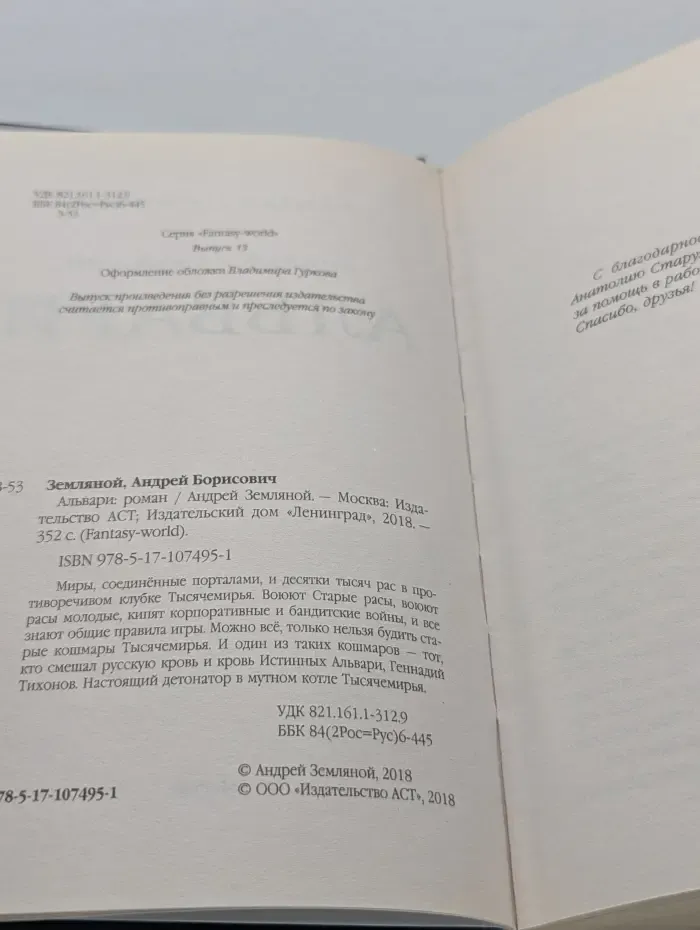 УДК 821.161.1-312.9
ББК 84(2Рос=Рус)6-445
З-53
Серия «Fantasy-world»
Выпуск 15
Оформление обложки Владимира Гуркова
Выпуск произведения без разрешения издательства
считается противоправным и преследуется по закону
З-53
Земляной, Андрей Борисович
Альвари: роман / Андрей Земляной. — Москва: Изда-
тельство АСТ; Издательский дом «Ленинград», 2018. —
352 с. (Fantasy-world).
ISBN 978-5-17-107495-1
Миры, соединённые порталами, и десятки тысяч рас в про-
тиворечивом клубке Тысячемирья. Воюют Старые расы, воюют
расы молодые, кипят корпоративные и бандитские войны, и все
знают общие правила игры. Можно всё, только нельзя будить ста-
рые кошмары Тысячемирья. И один из таких кошмаров — тот,
кто смешал русскую кровь и кровь Истинных Альвари, Геннадий
Тихонов. Настоящий детонатор в мутном котле Тысячемирья.
УДК 821.161.1-312.9
ББК 84(2Рос=Рус)6-445
78-5-17-107495-1
© Андрей Земляной, 2018
© ООО «Издательство АСТ», 2018
С благодарнос
Анатолию Стару
за помощь в рабо
Спасибо, друзья!